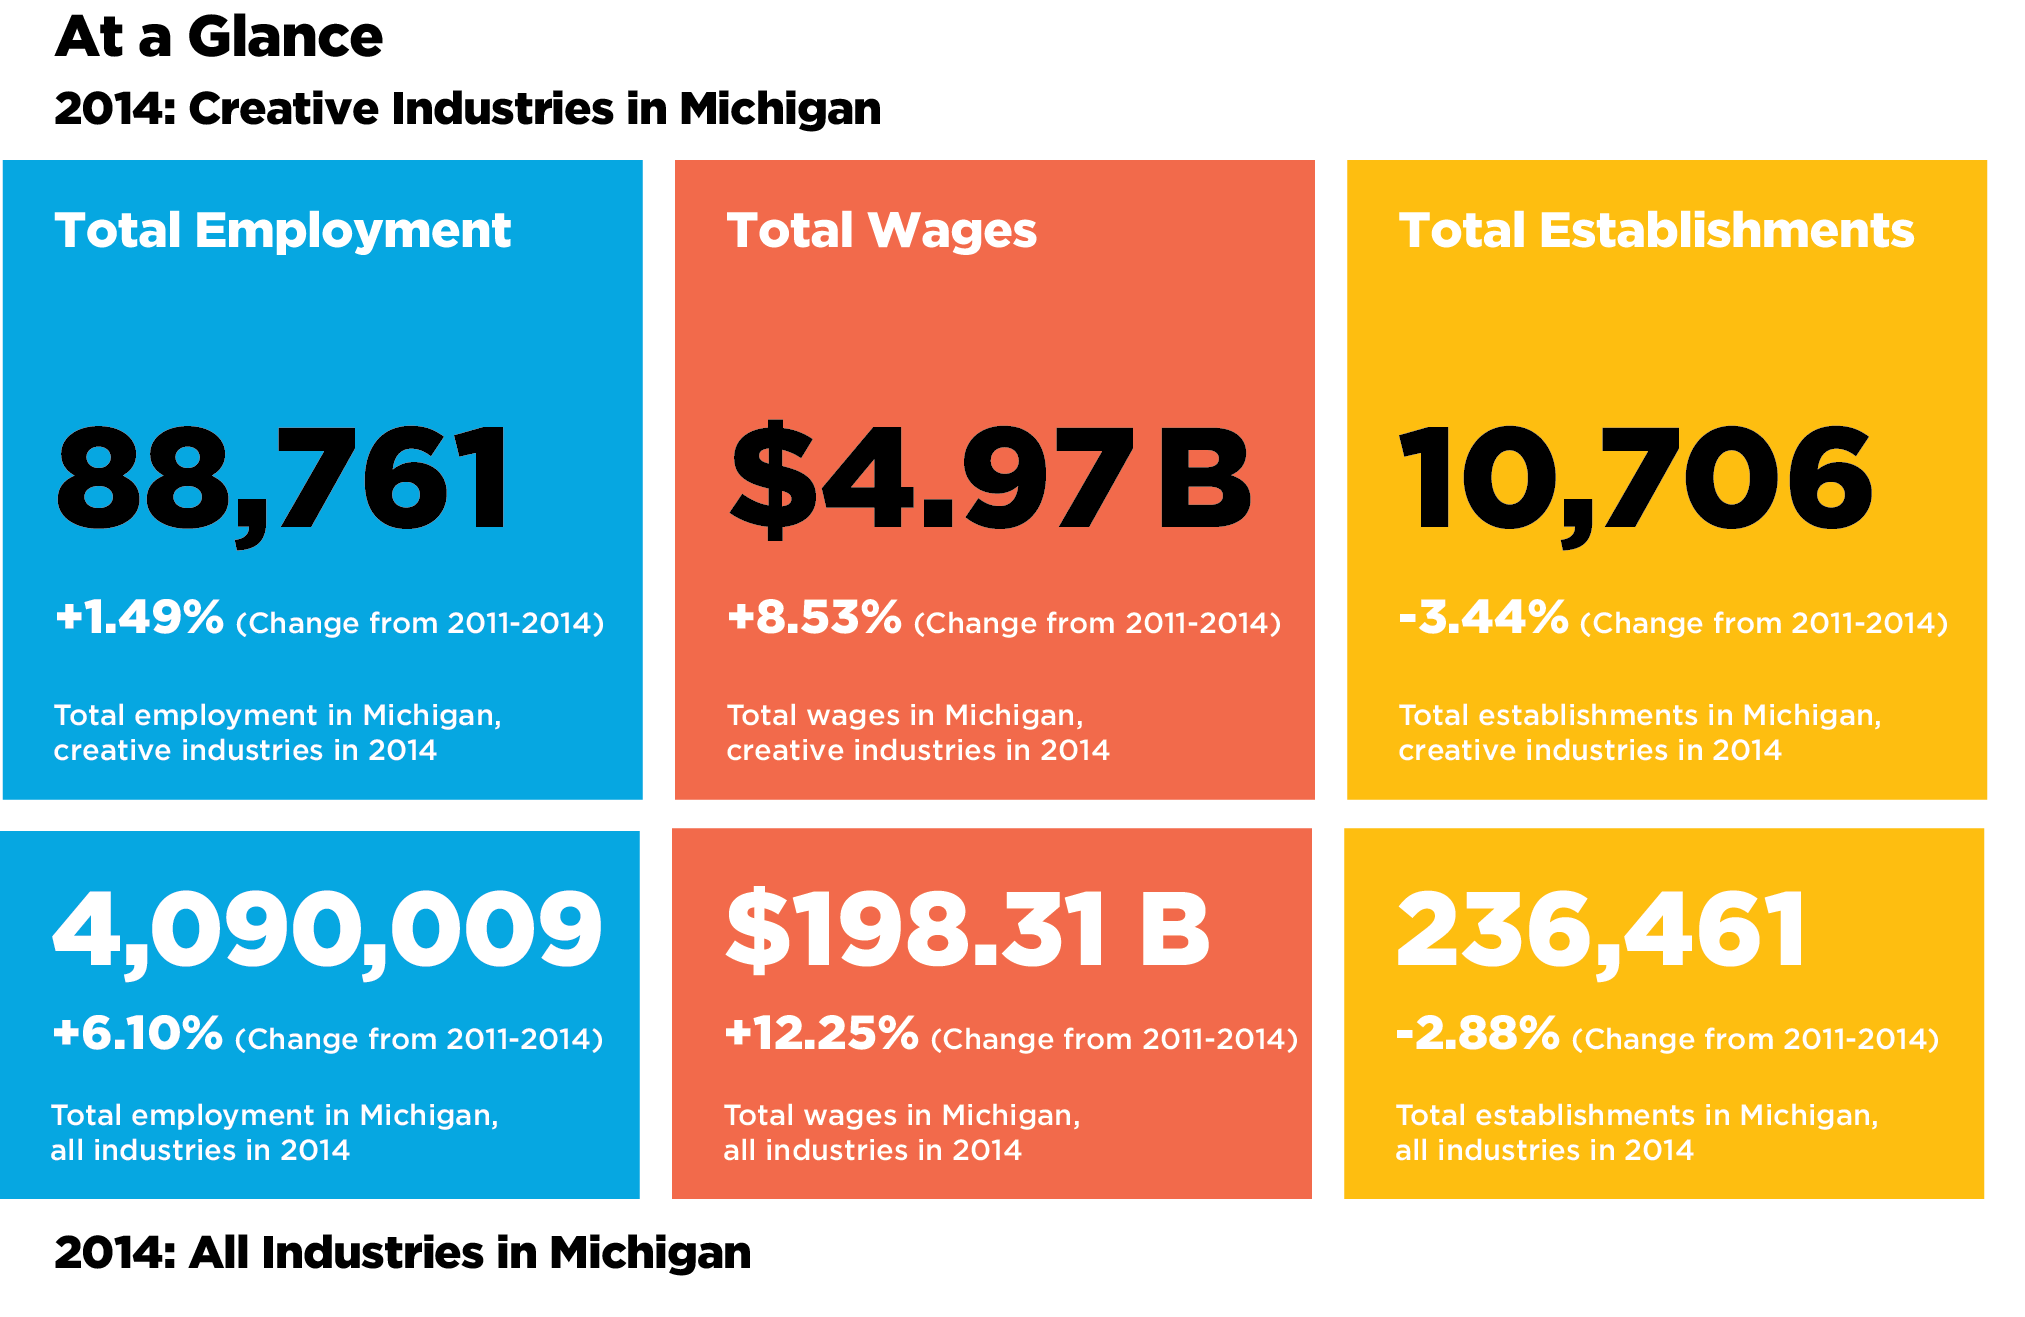 At a Glance
2014: Creative Industries in Michigan
Total Employment
88,761
+1.49% (Change from 2011-2014)
Total employment in Michigan,
creative industries in 2014
Total Wages
$4.97 B
+8.53% (Change from 2011-2014)
Total wages in Michigan,
creative industries in 2014
Total Establishments
10,706
-3.44% (Change from 2011-2014)
Total establishments in Michigan,
creative industries in 2014
4,090,009
+6.10% (Change from 2011-2014)
Total employment in Michigan,
all industries in 2014
$198.31 B
+12.25% (Change from 2011-2014)
Total wages in Michigan,
all industries in 2014
236,461
-2.88% (Change from 2011-2014)
Total establishments in Michigan,
all industries in 2014
2014: All Industries in Michigan